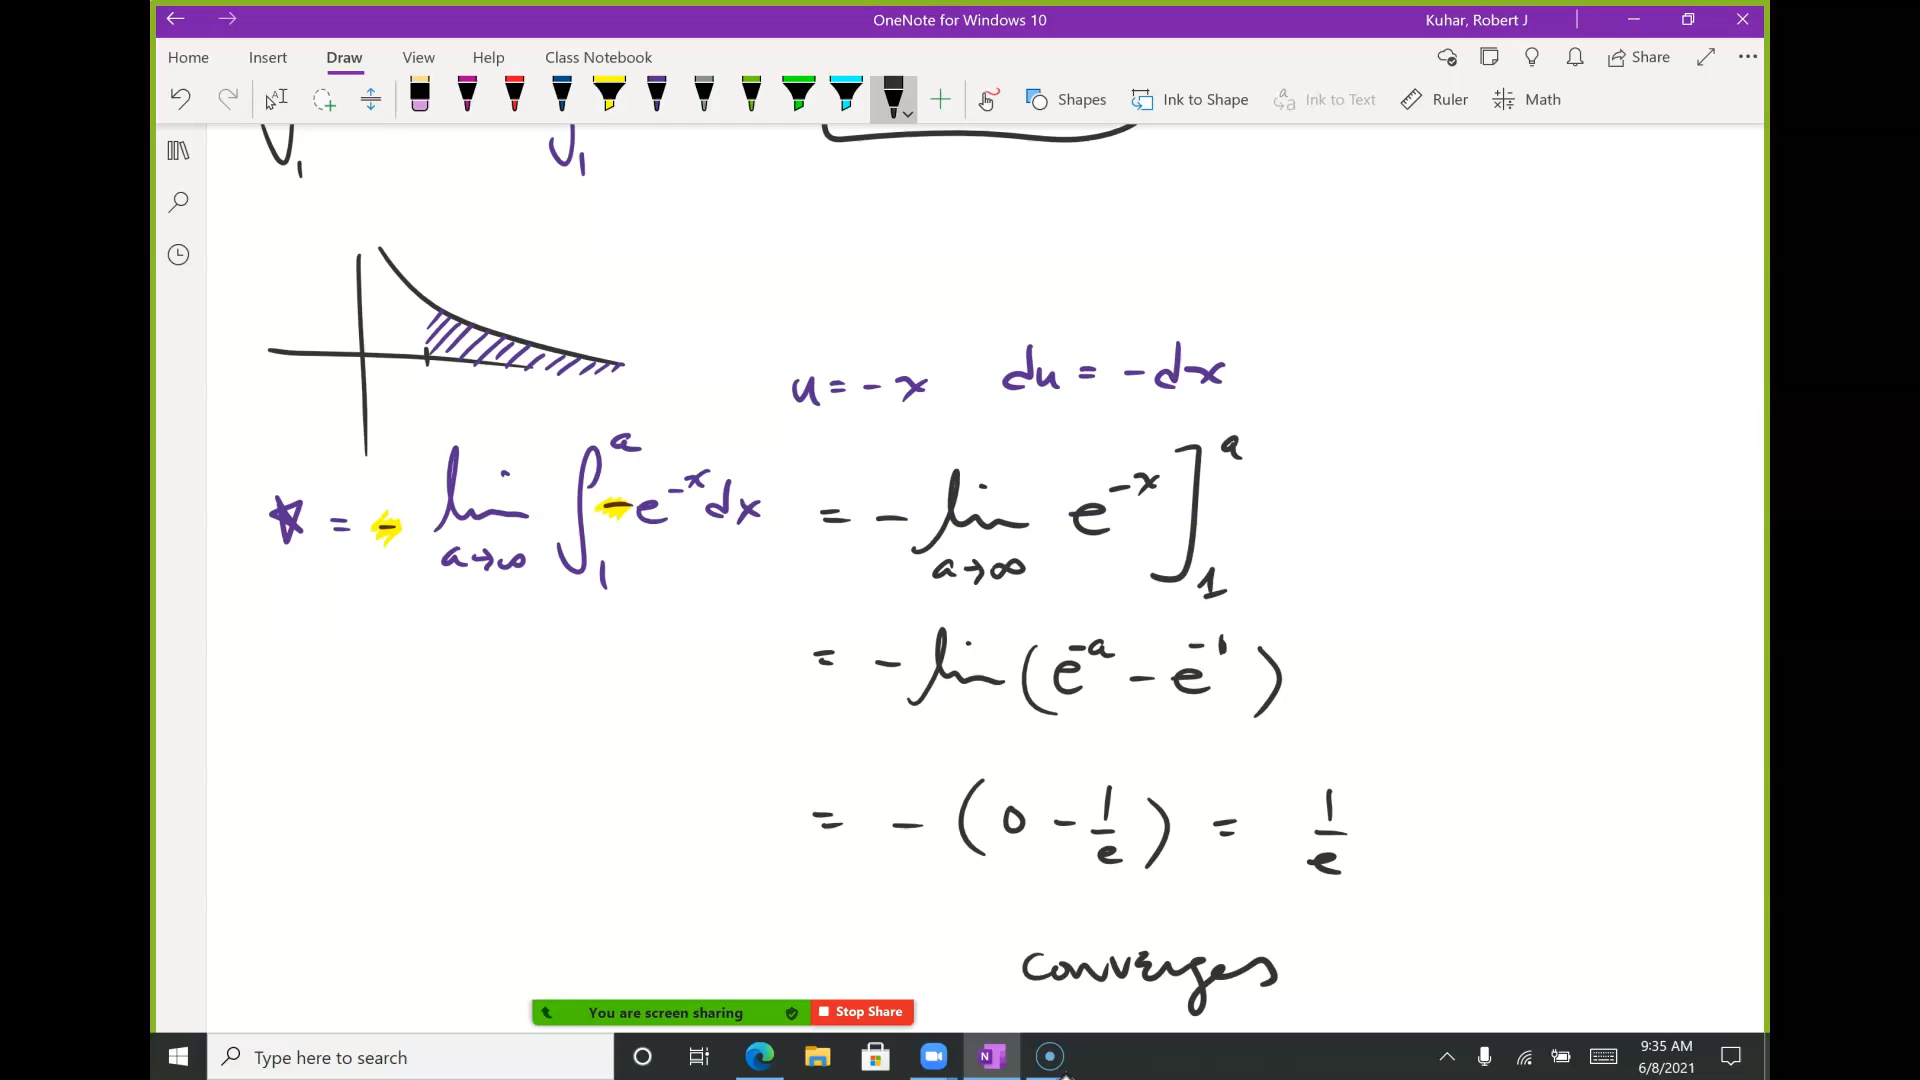 OneNote for Windows 10
Kuhar, Robert J
Home Insert Draw View Help Class Notebook
Share
Shapes Ink to Shape Ink to Text Ruler Math
∫₁ ∫₁
u = -x du = -dx
☆ = - lim a→∞ ∫₁ᵃ -e^{-x} dx = - lim a→∞ e^{-x} ]₁ᵃ
= - lim (e^{-a} - e^{-1})
= - (0 - 1/e) = 1/e
converges
You are screen sharing Stop Share
Type here to search
9:35 AM
6/8/2021